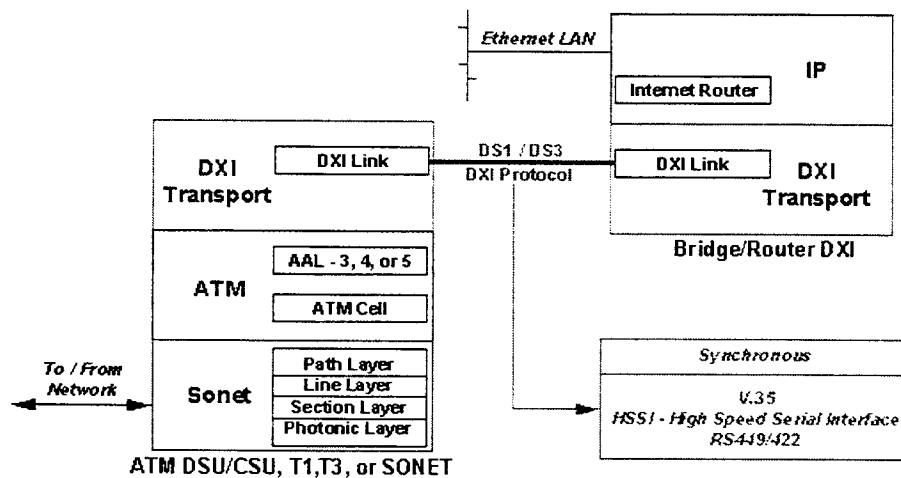 Ethernet LAN
IP
Internet Router
DXI
Transport
DXI Link
DS1 / DS3
DXI Protocol
DXI Link
DXI
Transport
Bridge/Router DXI
ATM
AAL - 3, 4, or 5
ATM Cell
To / From
Network
Sonet
Path Layer
Line Layer
Section Layer
Photonic Layer
ATM DSU/CSU, T1,T3, or SONET
Synchronous
V.35
HSSI - High Speed Serial Interface
RS449/422